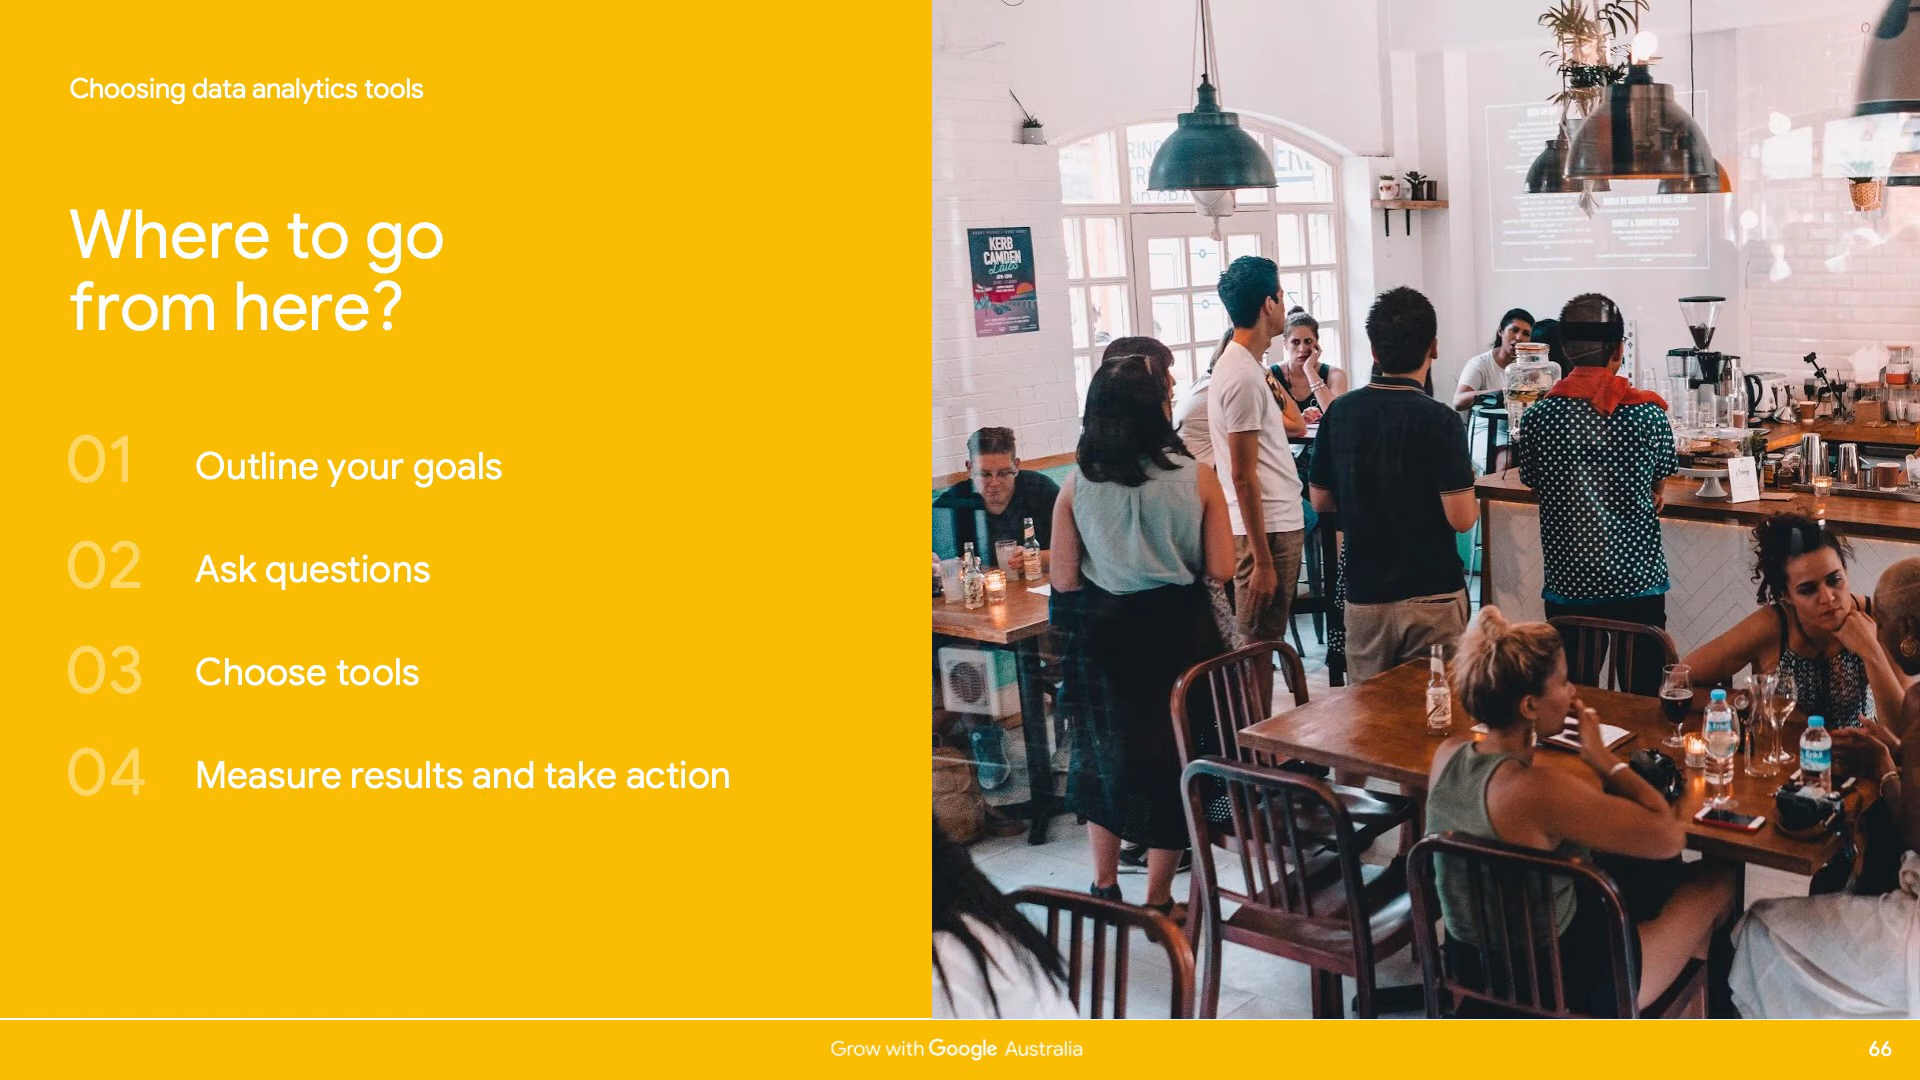 Choosing data analytics tools
Where to go
from here?
01 Outline your goals
02 Ask questions
03 Choose tools
04 Measure results and take action
KERB
CAMDEN
Lates
Grow with Google Australia
66